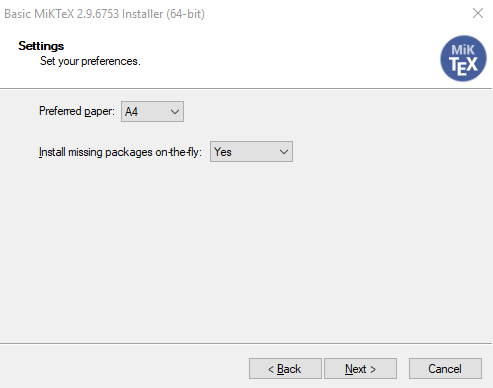 Basic MiKTeX 2.9.6753 Installer (64-bit)
Settings
Set your preferences.
MiK
TEX
Preferred paper: A4
Install missing packages on-the-fly: Yes
< Back Next > Cancel